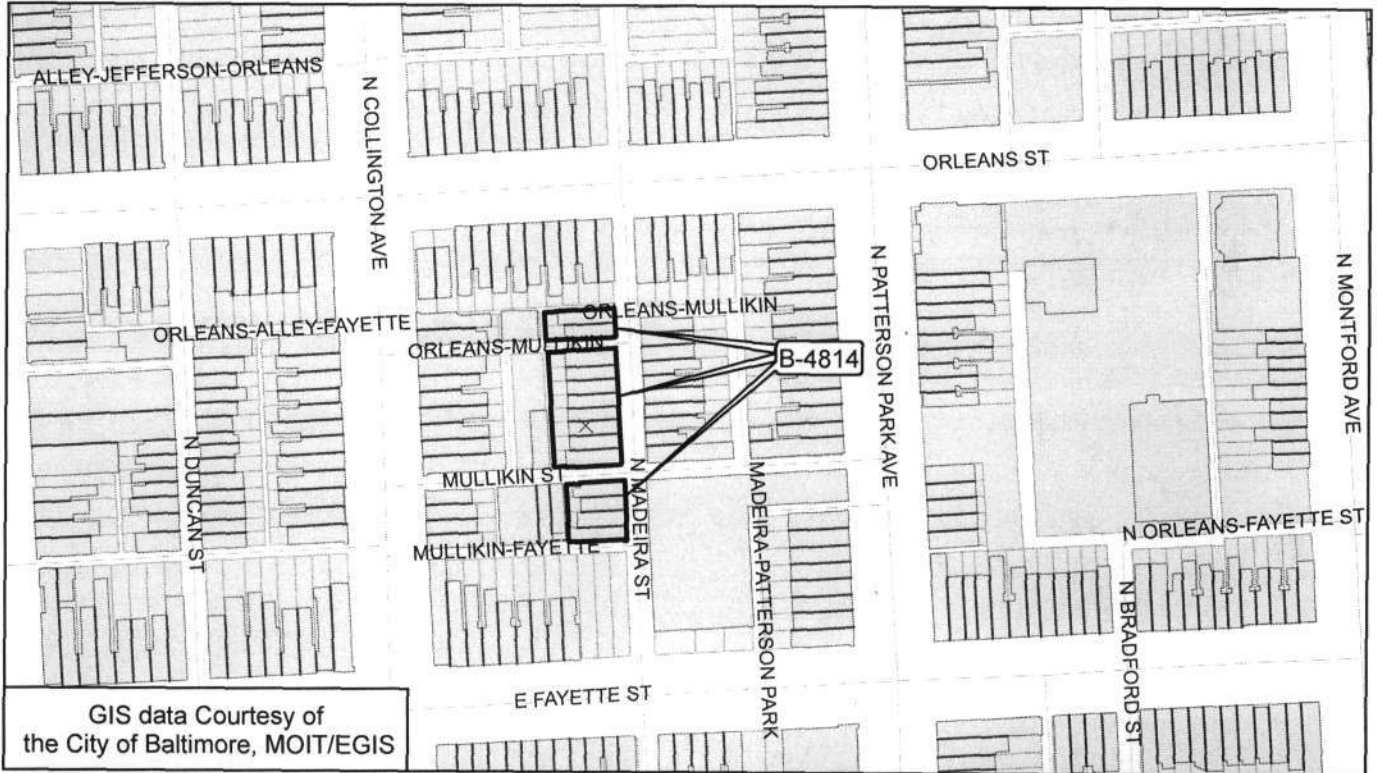 ALLEY-JEFFERSON-ORLEANS
N COLLINGTON AVE
ORLEANS ST
N PATTERSON PARK AVE
N MONTFORD AVE
ORLEANS-MULLIKIN
ORLEANS-ALLEY-FAYETTE
ORLEANS-MULLIKIN
B-4814
N DUNCAN ST
MULLIKIN ST
N MADEIRA ST
MADEIRA-PATTERSON PARK
N ORLEANS-FAYETTE ST
MULLIKIN-FAYETTE
N BRADFORD ST
E FAYETTE ST
GIS data Courtesy of
the City of Baltimore, MOIT/EGIS